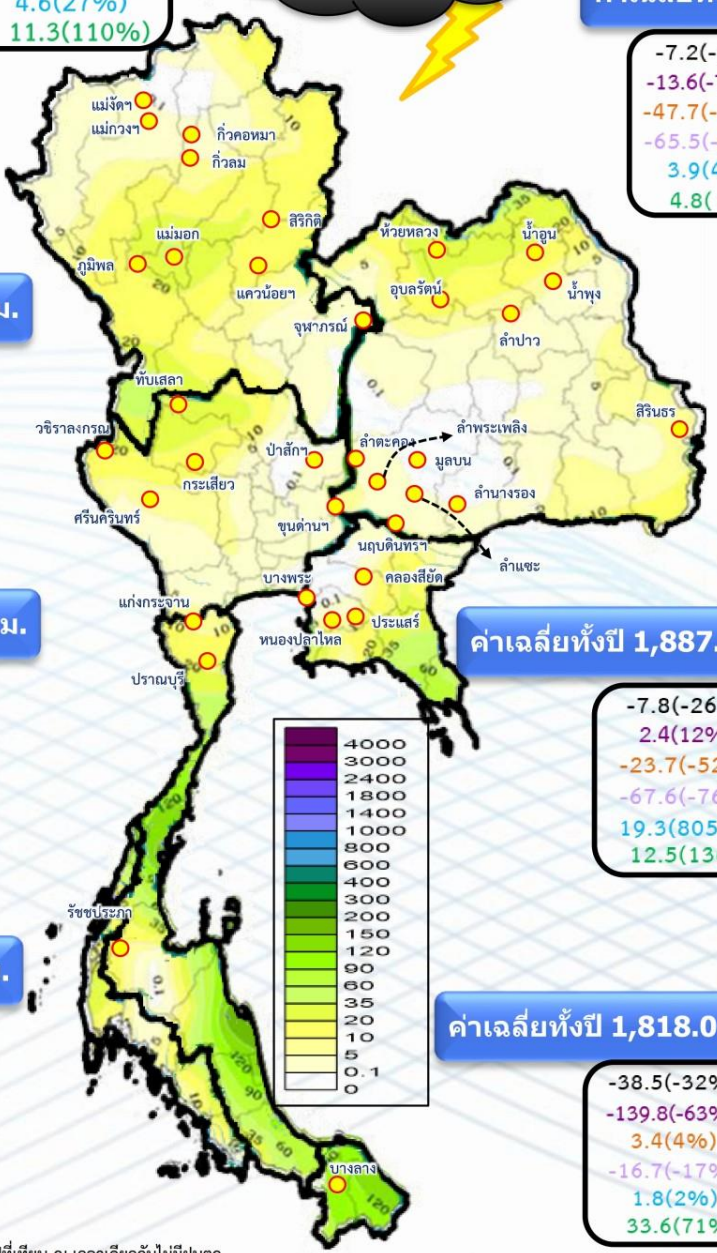 4.6(27%)
11.3(110%)
-7.2(-
-13.6(-
-47.7(-
-65.5(-
3.9(4
4.8(
แม่งัดฯ
แม่กวงฯ
กิ่วคอหมา
กิ่วลม
สิริกิติ์
แม่มอก
ภูมิพล
แควน้อยฯ
ห้วยหลวง
น้ำอูน
อุบลรัตน์
น้ำพุง
จุฬาภรณ์
ลำปาว
ม.
ทับเสลา
วชิราลงกรณ
ป่าสักฯ
ลำตะคอง
ลำพระเพลิง
สิรินธร
กระเสียว
มูลบน
ศรีนครินทร์
ขุนด่านฯ
ลำนางรอง
นฤบดินทรฯ
ลำแซะ
บางพระ
คลองสียัด
แก่งกระจาน
ประแสร์
หนองปลาไหล
ม.
ปราณบุรี
ค่าเฉลี่ยทั้งปี 1,887.
-7.8(-26
2.4(12%
-23.7(-52
-67.6(-76
19.3(805
12.5(13
4000
3000
2400
1800
1400
1000
800
600
400
300
200
150
120
90
60
35
20
10
5
0.1
0
รัชชประภา
ค่าเฉลี่ยทั้งปี 1,818.0
-38.5(-32%
-139.8(-63%
3.4(4%)
-16.7(-17%
1.8(2%)
33.6(71%
บางลาง